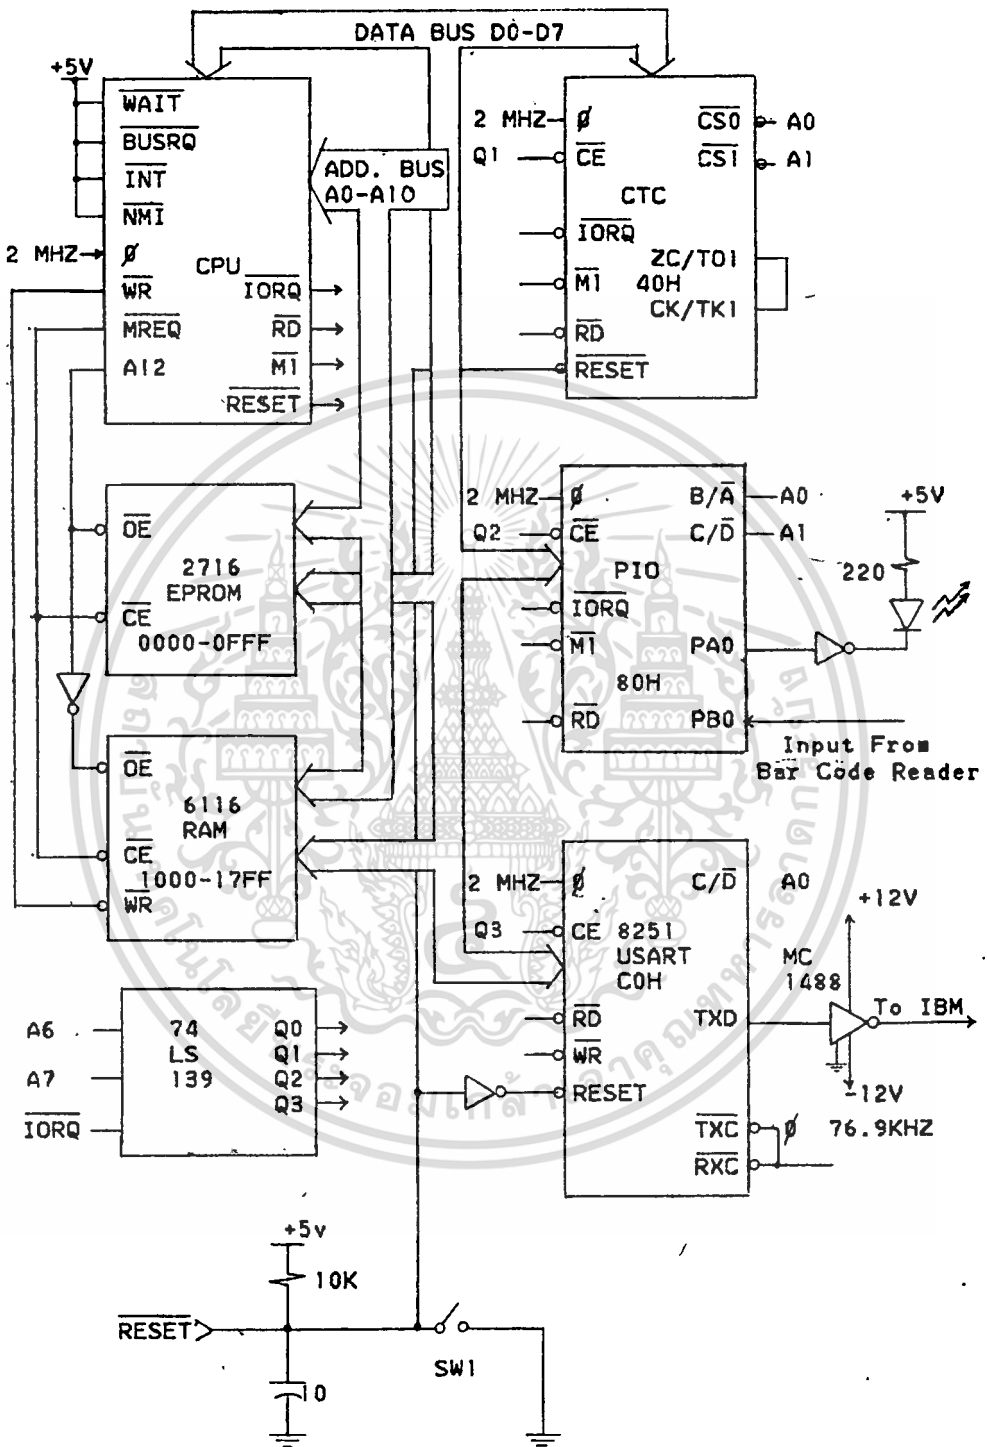 DATA BUS D0-D7
+5V
WAIT
BUSRQ
INT
NMI
2 MHZ
Ø
CPU
WR
MREQ
A12
IORQ
RD
M1
RESET
ADD. BUS
A0-A10
2 MHZ
Q1
Ø
CE
IORQ
M1
RD
RESET
CS0
A0
CS1
A1
CTC
ZC/TO1
40H
CK/TK1
OE
2716
EPROM
CE
0000-0FFF
2 MHZ
Ø
B/A
A0
Q2
CE
C/D
A1
PIO
IORQ
M1
PA0
80H
RD
PB0
+5V
220
Input From
Bar Code Reader
OE
6116
RAM
CE
1000-17FF
WR
2 MHZ
Ø
C/D
A0
Q3
CE
8251
USART
C0H
RD
TXD
WR
RESET
TXC
Ø
76.9KHZ
RXC
+12V
MC
1488
To IBM
-12V
A6
A7
IORQ
74
LS
139
Q0
Q1
Q2
Q3
+5v
10K
RESET
SW1
10